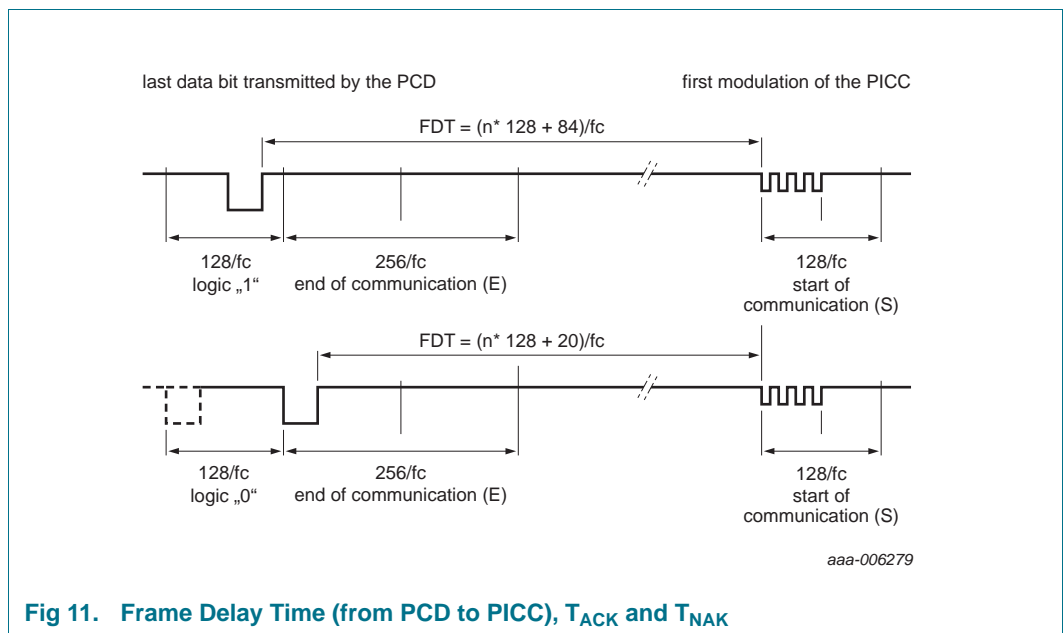 last data bit transmitted by the PCD
first modulation of the PICC
FDT = (n* 128 + 84)/fc
128/fc
logic „1“
256/fc
end of communication (E)
128/fc
start of
communication (S)
FDT = (n* 128 + 20)/fc
128/fc
logic „0“
256/fc
end of communication (E)
128/fc
start of
communication (S)
aaa-006279
Fig 11. Frame Delay Time (from PCD to PICC), TACK and TNAK